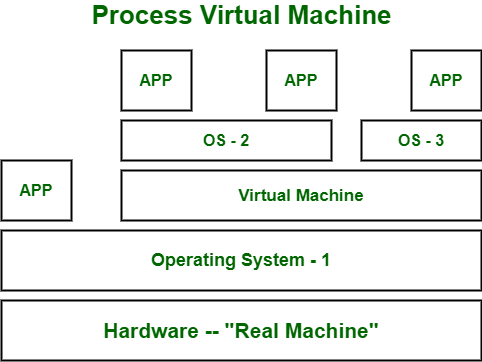 Process Virtual Machine
APP
APP
APP
OS - 2
OS - 3
APP
Virtual Machine
Operating System - 1
Hardware -- "Real Machine"